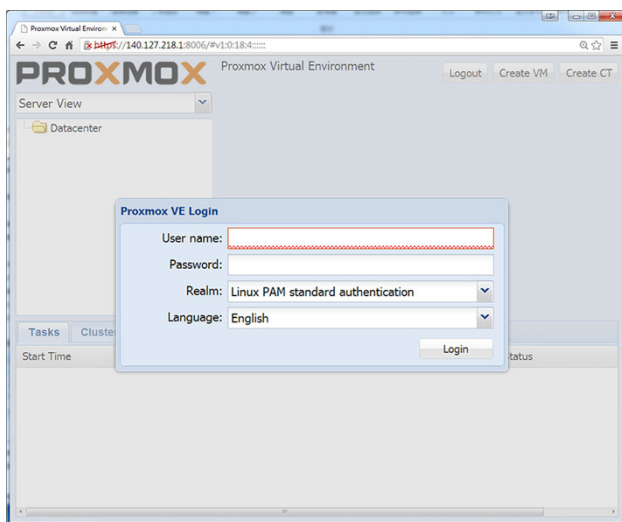 Proxmox Virtual Environ
https://140.127.218.1:8006/#v1:0:18:4::::::
PROXMOX
Proxmox Virtual Environment
Logout
Create VM
Create CT
Server View
Datacenter
Proxmox VE Login
User name:
Password:
Realm:
Linux PAM standard authentication
Language:
English
Login
Tasks
Cluste
Start Time
Status